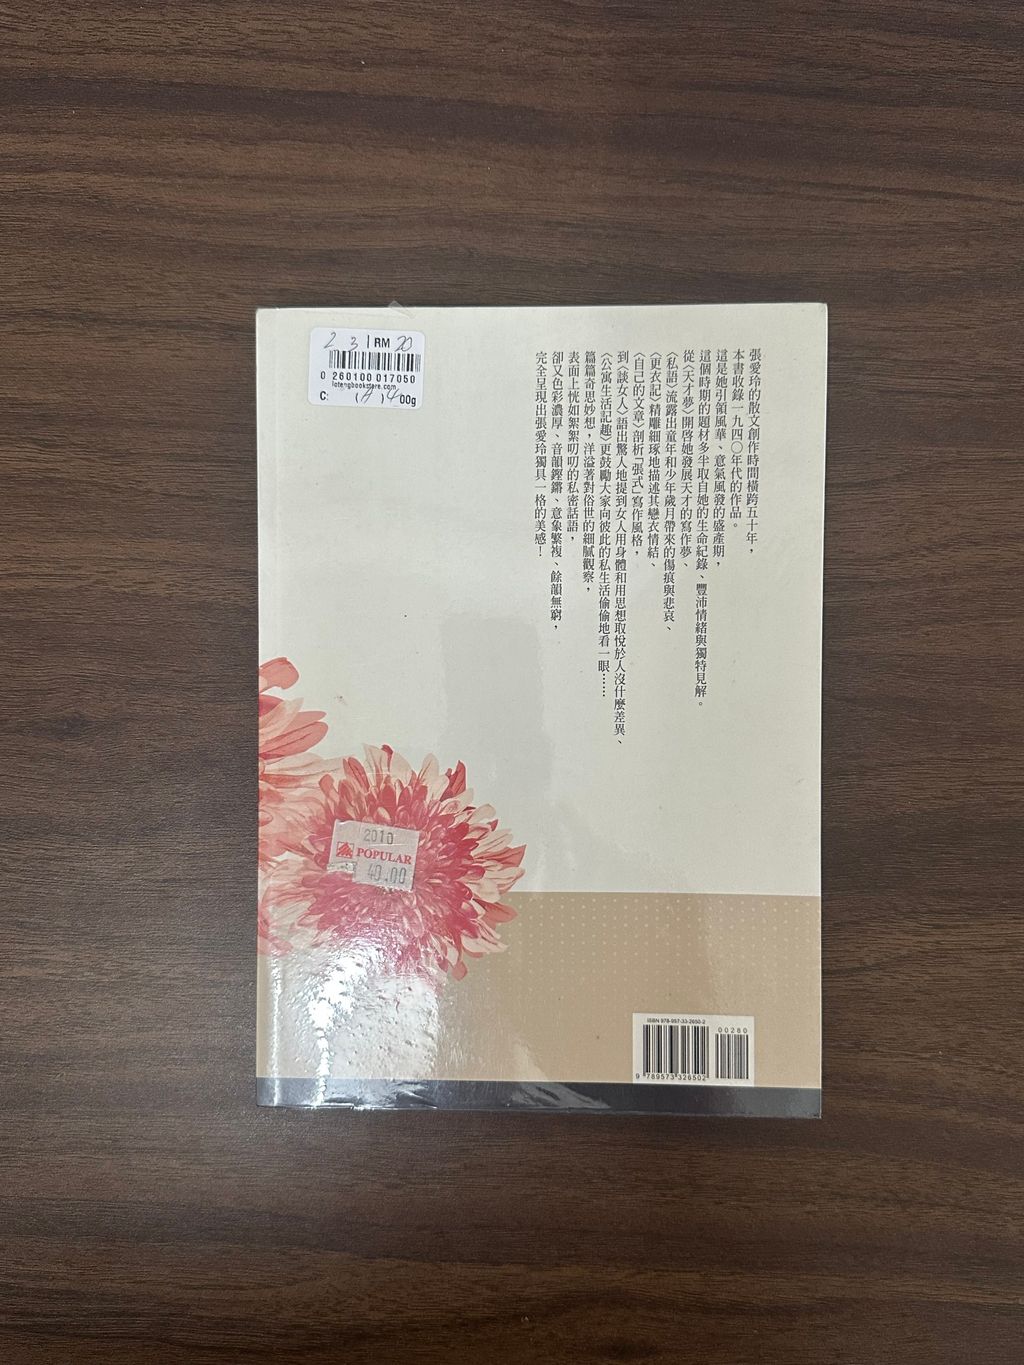 2 3 | RM 20
0 260100 017050
lotengbookstore.com
C: (A) 400g
張愛玲的散文創作時間橫跨五十年，
本書收錄一九四〇年代的作品。
這是她引領風華、意氣風發的盛產期，
這個時期的題材多半取自她的生命紀錄、豐沛情緒與獨特見解。
從〈天才夢〉開啓她發展天才的寫作夢、
〈私語〉流露出童年和少年歲月帶來的傷痕與悲哀、
〈更衣記〉精雕細琢地描述其戀衣情結、
〈自己的文章〉剖析「張式」寫作風格，
到〈談女人〉語出驚人地提到女人用身體和用思想取悅於人沒什麼差異、
〈公寓生活記趣〉更鼓勵大家向彼此的私生活偷偷地看一眼……
篇篇奇思妙想，洋溢著對俗世的細膩觀察，
表面上恍如絮絮叨叨的私密話語，
卻又色彩濃厚、音韻鏗鏘、意象繁複、餘韻無窮，
完全呈現出張愛玲獨具一格的美感！
2010
POPULAR
40.00
ISBN 978-957-33-2650-2
00280
9 789573 326502